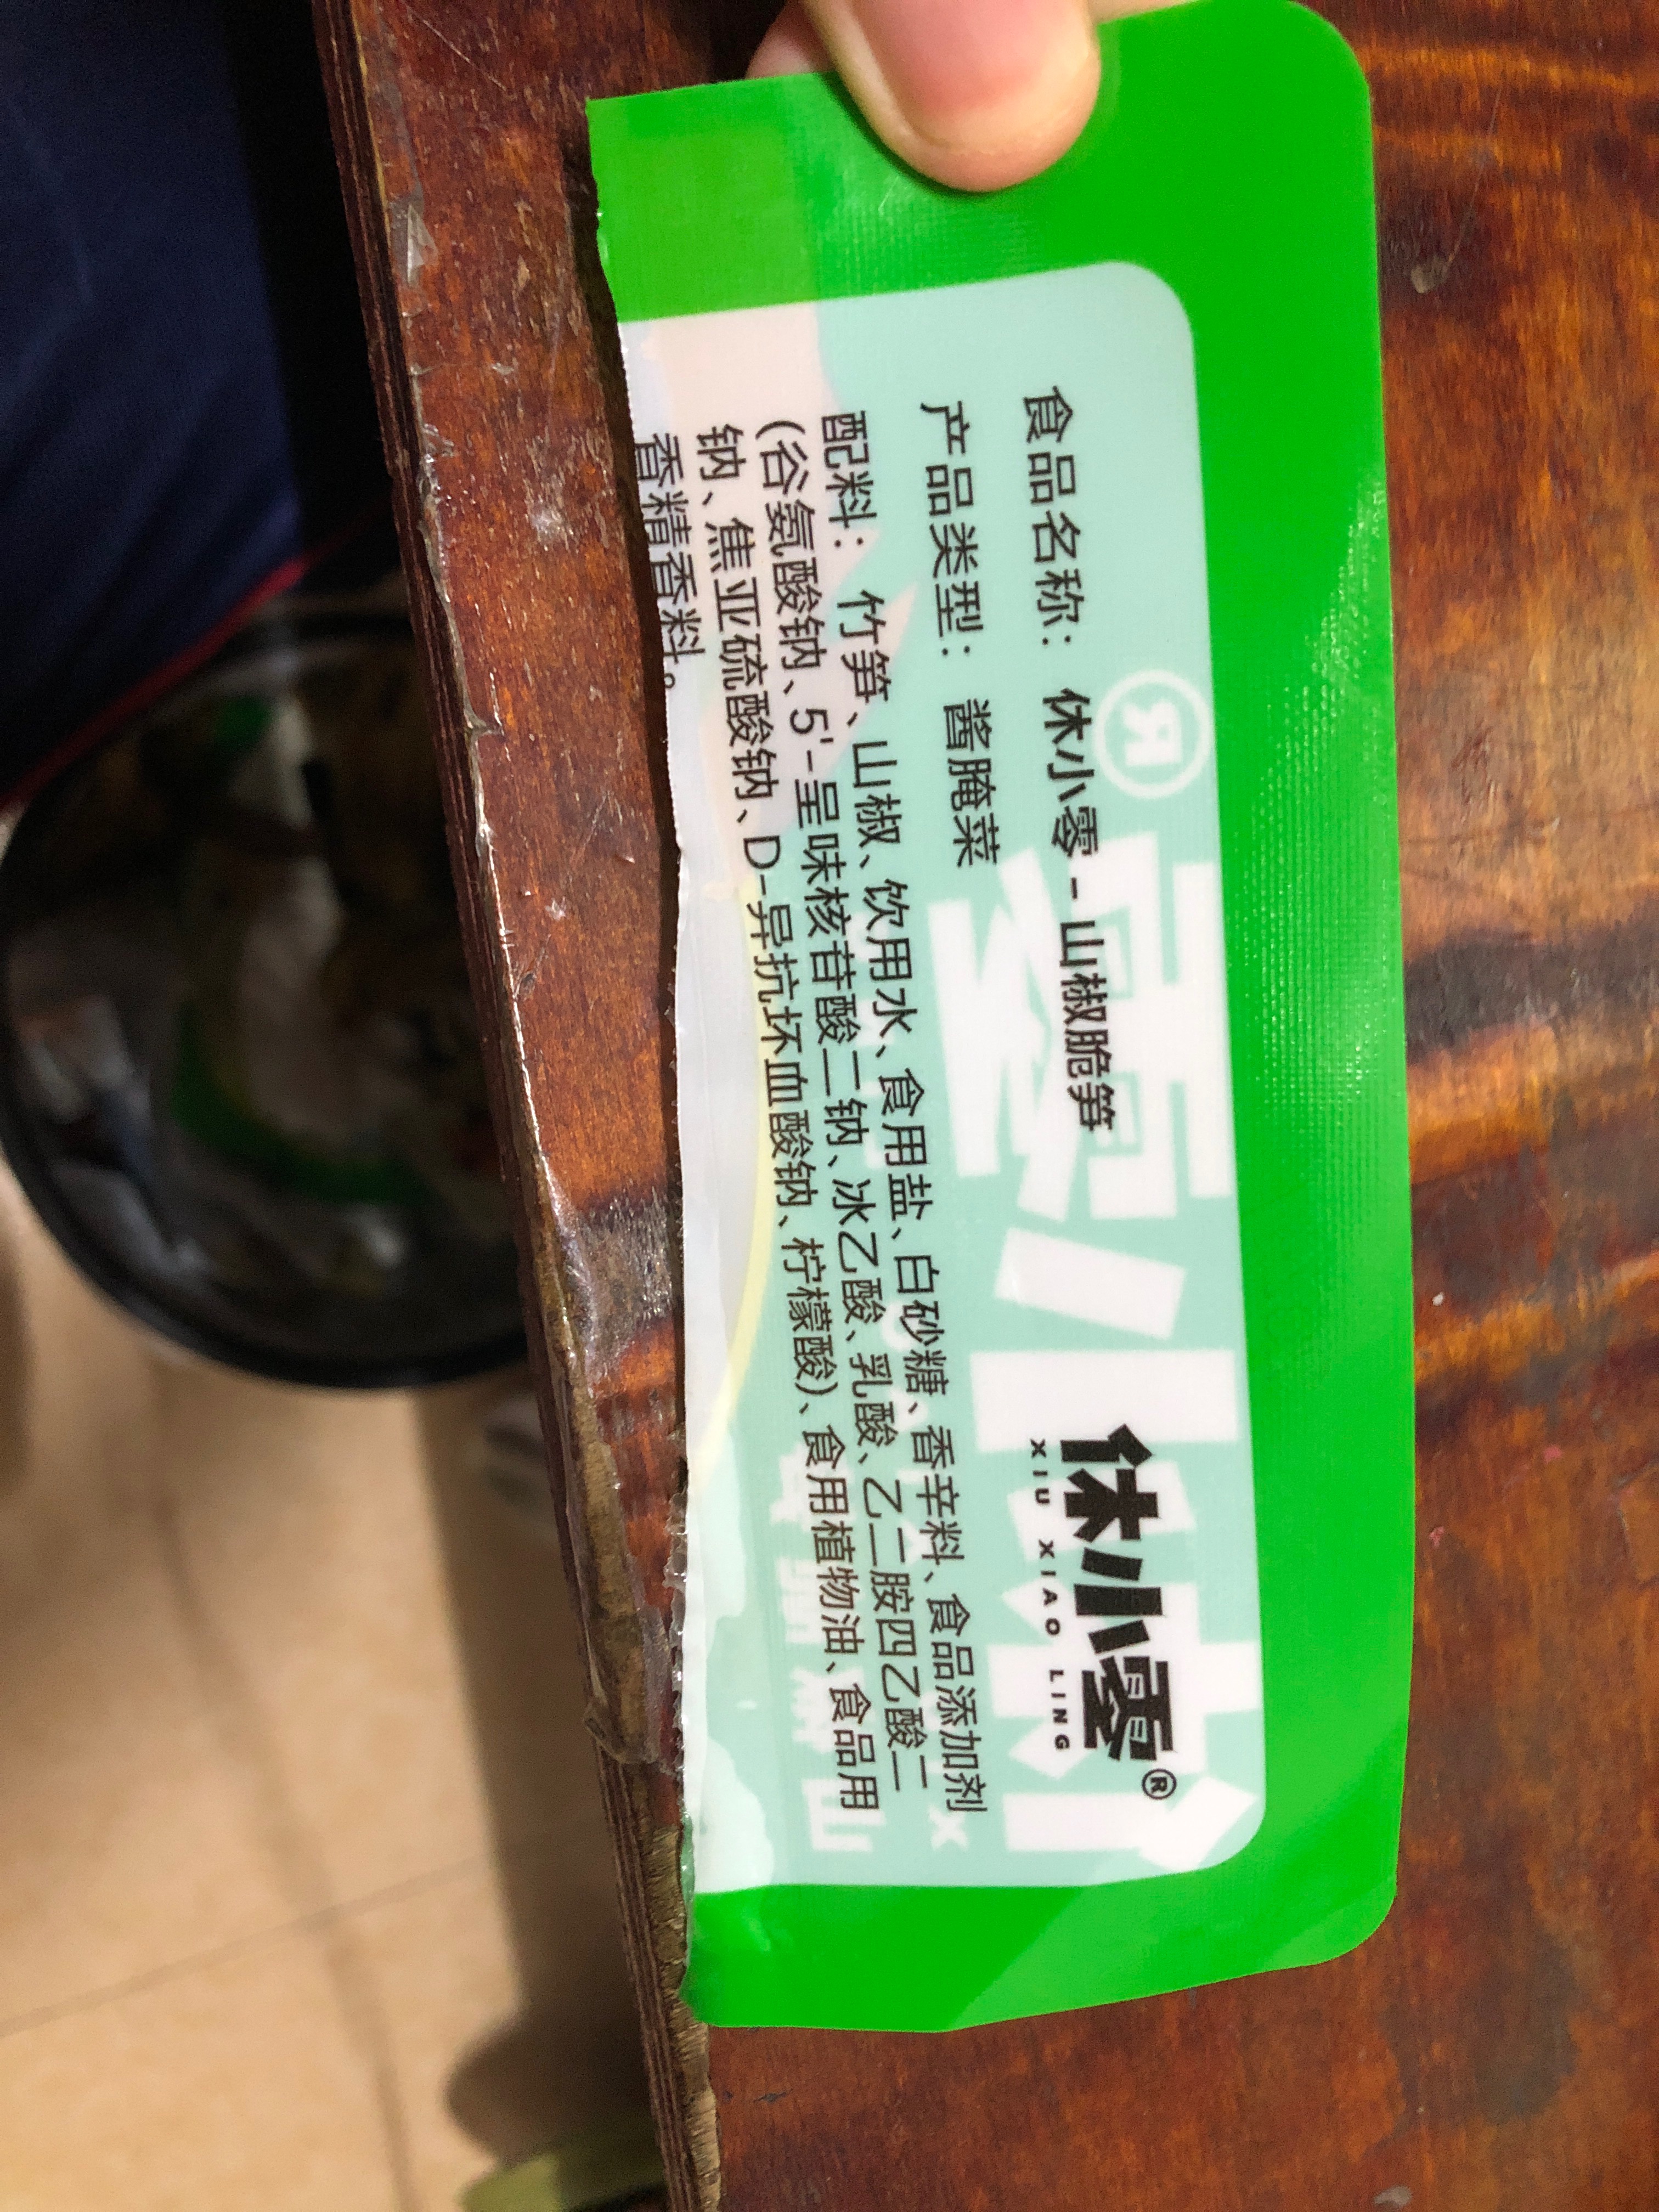 休小零®
XIU XIAO LING
食品名称： 休小零-山椒脆笋
产品类型： 酱腌菜
配料： 竹笋、山椒、饮用水、食用盐、白砂糖、香辛料、食品添加剂
(谷氨酸钠、5'-呈味核苷酸二钠、冰乙酸、乳酸、乙二胺四乙酸二
钠、焦亚硫酸钠、D-异抗坏血酸钠、柠檬酸)、食用植物油、食品用
香精香料。